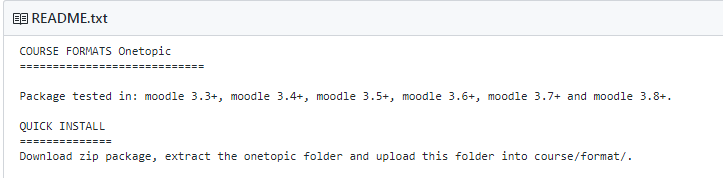 README.txt
COURSE FORMATS Onetopic
============================
Package tested in: moodle 3.3+, moodle 3.4+, moodle 3.5+, moodle 3.6+, moodle 3.7+ and moodle 3.8+.
QUICK INSTALL
==============
Download zip package, extract the onetopic folder and upload this folder into course/format/.